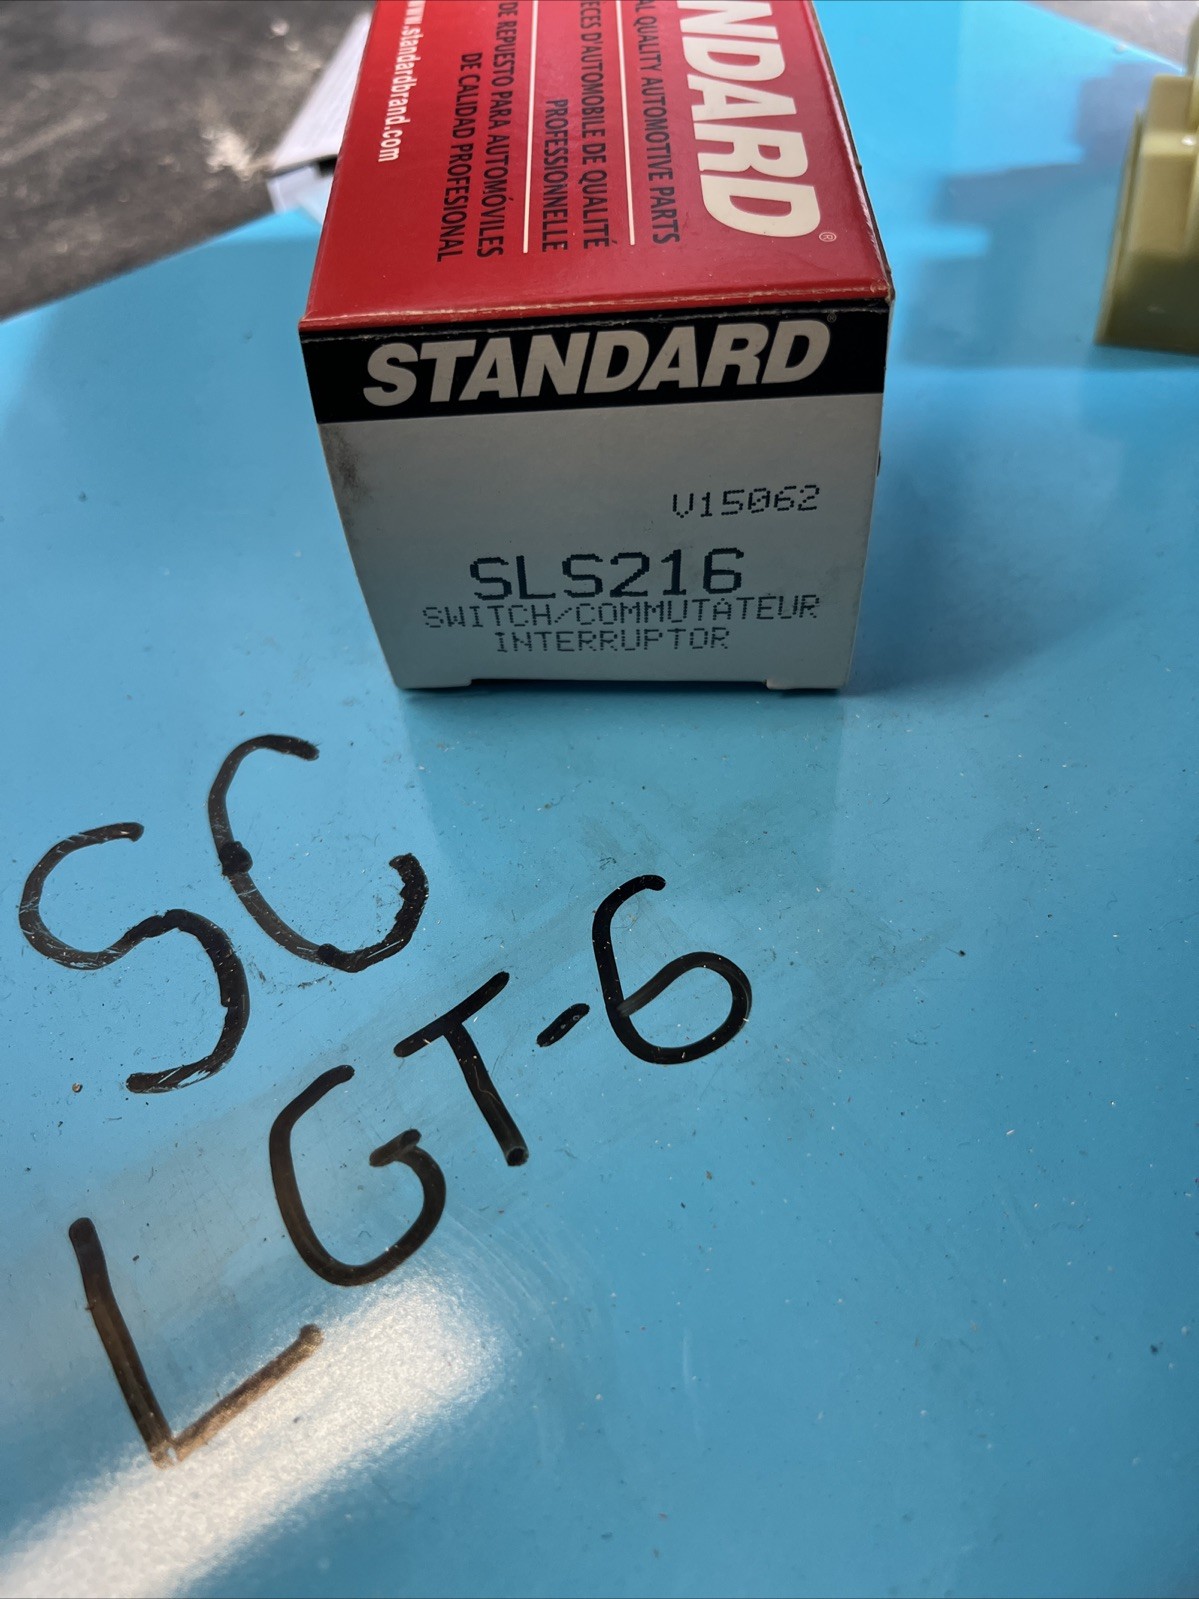 NDARD®
AL QUALITY AUTOMOTIVE PARTS
ÈCES D'AUTOMOBILE DE QUALITÉ
PROFESSIONNELLE
DE REPUESTO PARA AUTOMÓVILES
DE CALIDAD PROFESIONAL
www.standardbrand.com
STANDARD®
V15062
SLS216
SWITCH/COMMUTATEUR
INTERRUPTOR
SC
LGT-6